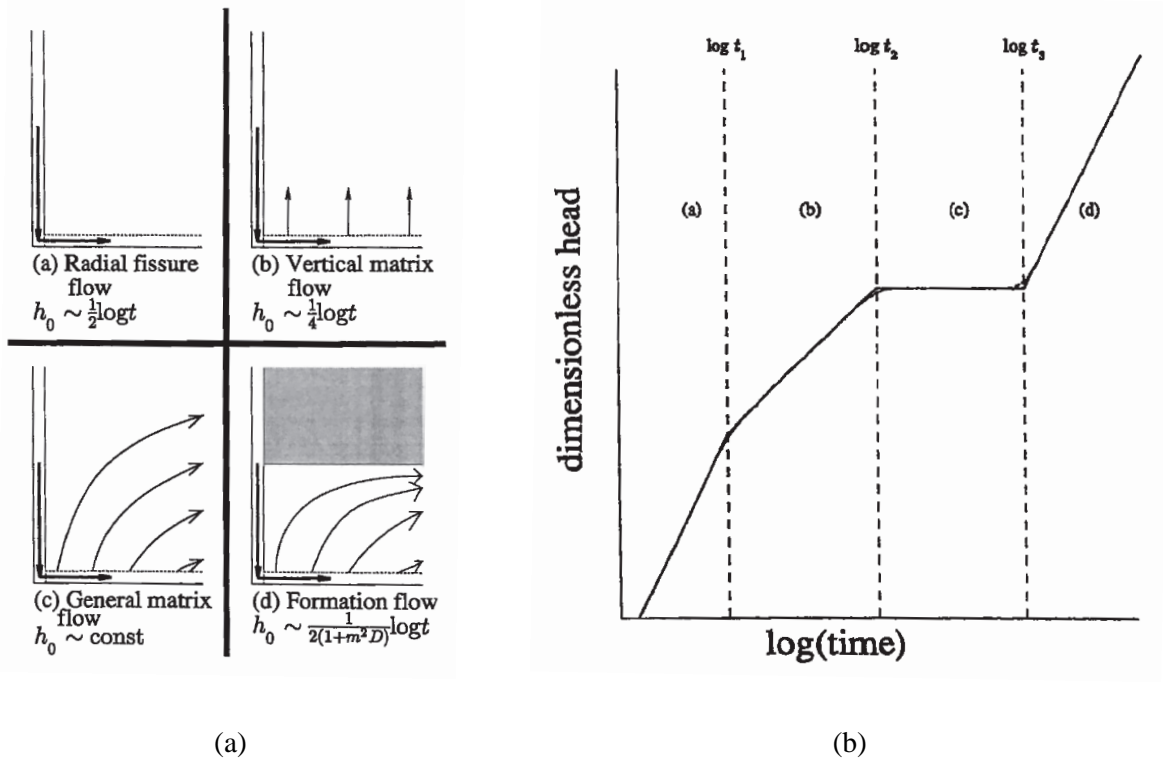 (a) Radial fissure
flow
h₀ ~ ½logt
(b) Vertical matrix
flow
h₀ ~ ¼logt
(c) General matrix
flow
h₀ ~ const
(d) Formation flow
h₀ ~ 1/2(1+m²D) logt
(a)
log t₁
log t₂
log t₃
(a)
(b)
(c)
(d)
dimensionless head
log(time)
(b)